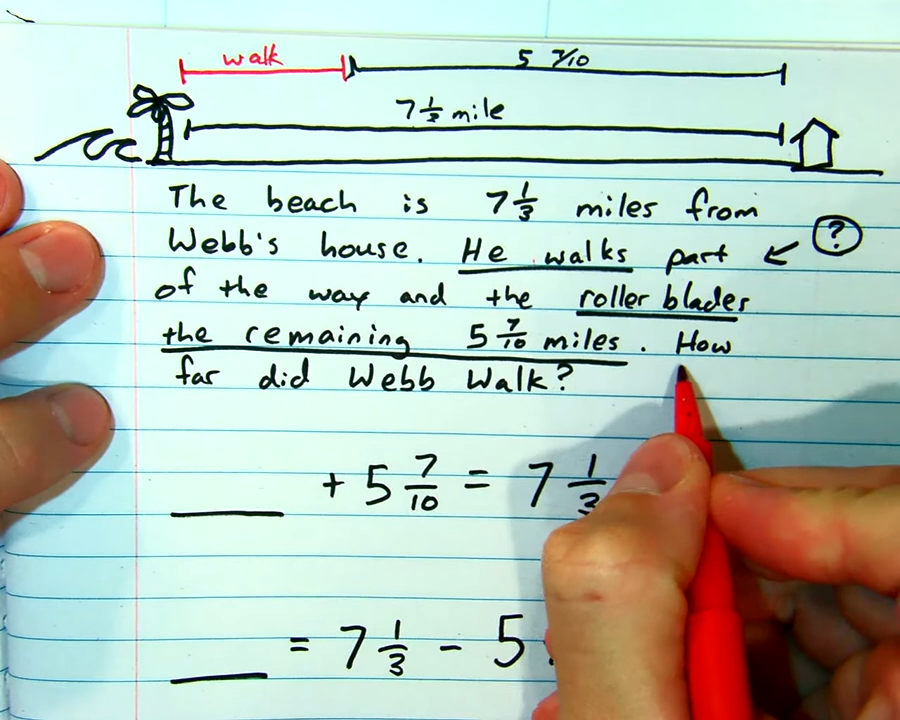 walk 5 7/10
7 1/3 mile
The beach is 7 1/3 miles from
Webb's house. He walks part ?
of the way and the roller blades
the remaining 5 7/10 miles. How
far did Webb Walk?
___ + 5 7/10 = 7 1/3
___ = 7 1/3 - 5